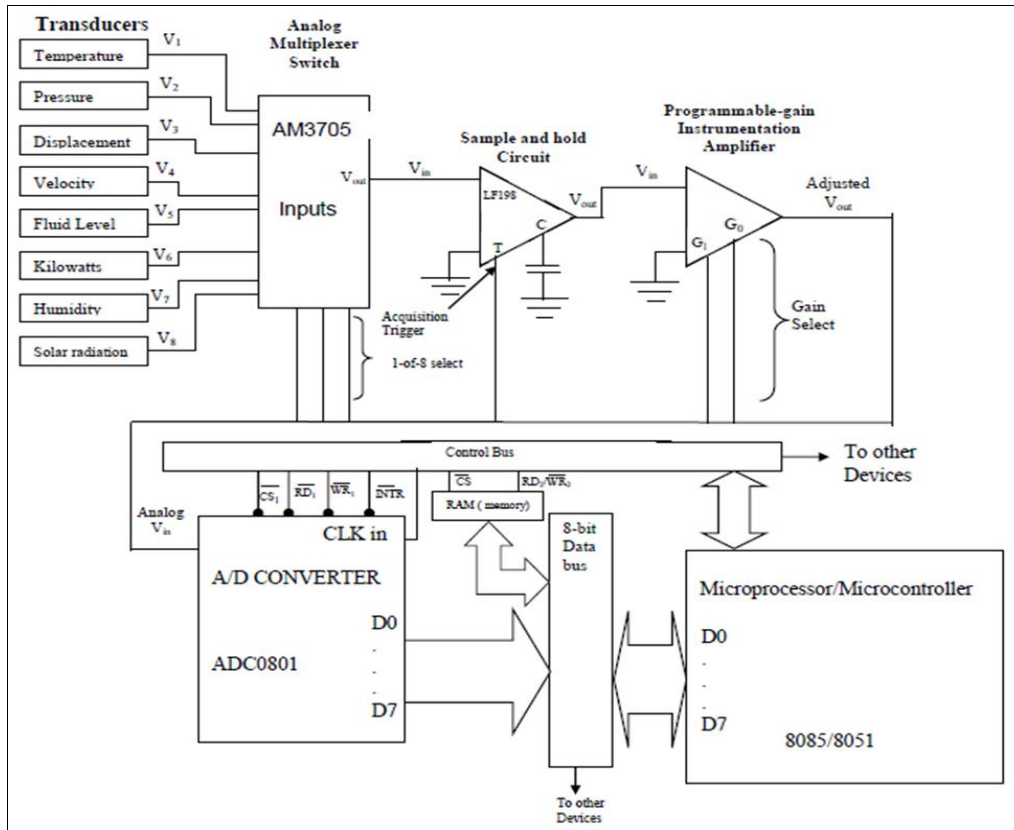 Transducers
Temperature
Pressure
Displacement
Velocity
Fluid Level
Kilowatts
Humidity
Solar radiation
V1
V2
V3
V4
V5
V6
V7
V8
Analog
Multiplexer
Switch
AM3705
Vout
Inputs
1-of-8 select
Vin
Sample and hold
Circuit
LF198
C
T
Vout
Acquisition
Trigger
Vin
Programmable-gain
Instrumentation
Amplifier
G1
G0
Adjusted
Vout
Gain
Select
Control Bus
To other
Devices
CS1
RD1
WR1
INTR
CS
RD2/WR2
RAM ( memory)
Analog
Vin
CLK in
A/D CONVERTER
D0
.
.
.
ADC0801
D7
8-bit
Data
bus
To other
Devices
Microprocessor/Microcontroller
D0
.
.
.
D7
8085/8051